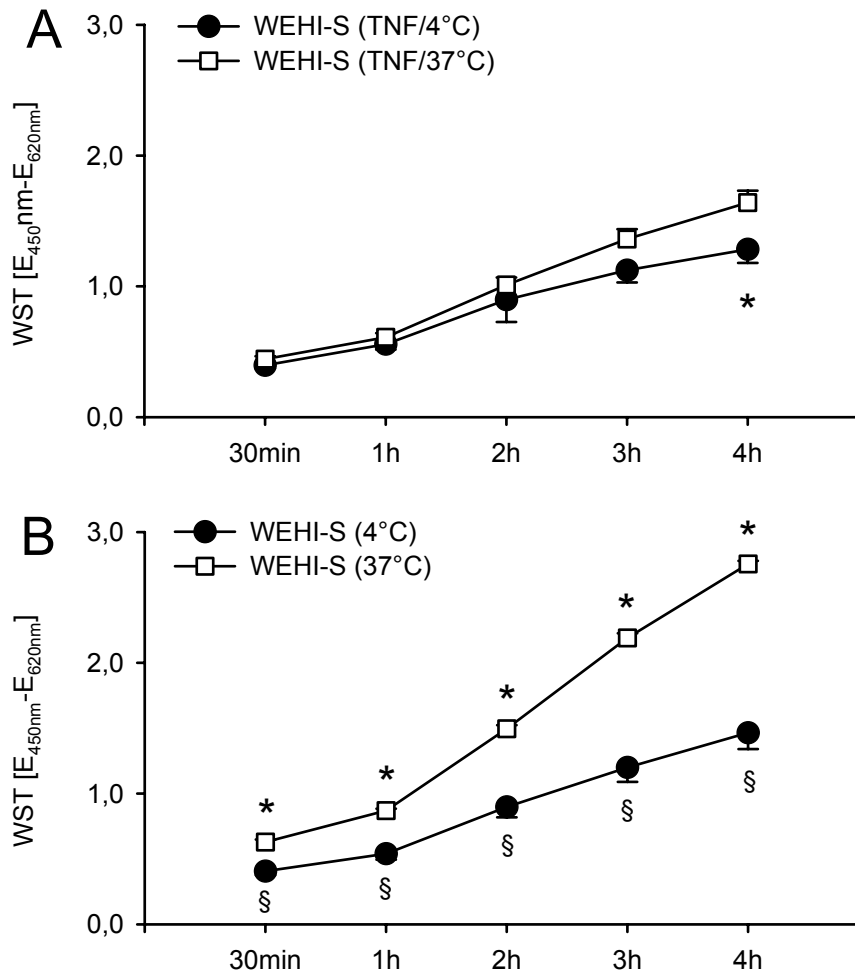 A
WEHI-S (TNF/4°C)
WEHI-S (TNF/37°C)
WST [E450nm-E620nm]
3,0
2,0
1,0
0,0
*
30min 1h 2h 3h 4h
B
WEHI-S (4°C)
WEHI-S (37°C)
WST [E450nm-E620nm]
3,0
2,0
1,0
0,0
* * * * *
§ § § § §
30min 1h 2h 3h 4h